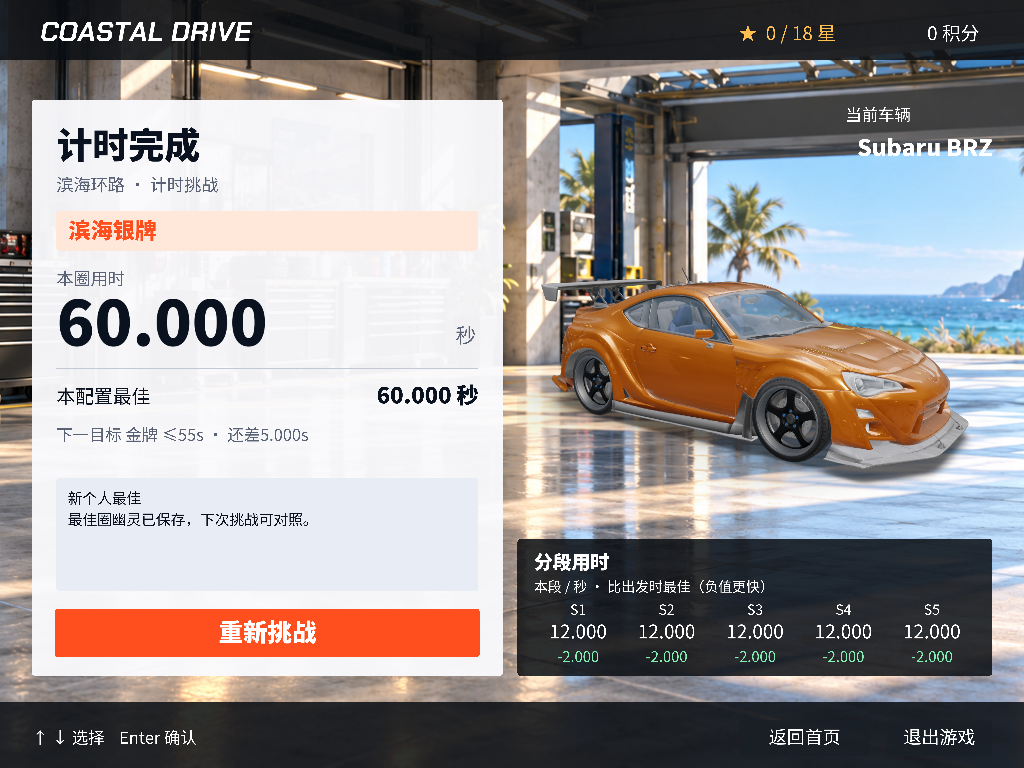 COASTAL DRIVE
★ 0 / 18 星
0 积分
计时完成
滨海环路 · 计时挑战
滨海银牌
本圈用时
60.000 秒
本配置最佳 60.000 秒
下一目标 金牌 ≤55s · 还差5.000s
新个人最佳
最佳圈幽灵已保存，下次挑战可对照。
重新挑战
当前车辆
Subaru BRZ
分段用时
本段 / 秒 · 比出发时最佳（负值更快）
S1 S2 S3 S4 S5
12.000 12.000 12.000 12.000 12.000
-2.000 -2.000 -2.000 -2.000 -2.000
↑ ↓ 选择 Enter 确认
返回首页
退出游戏